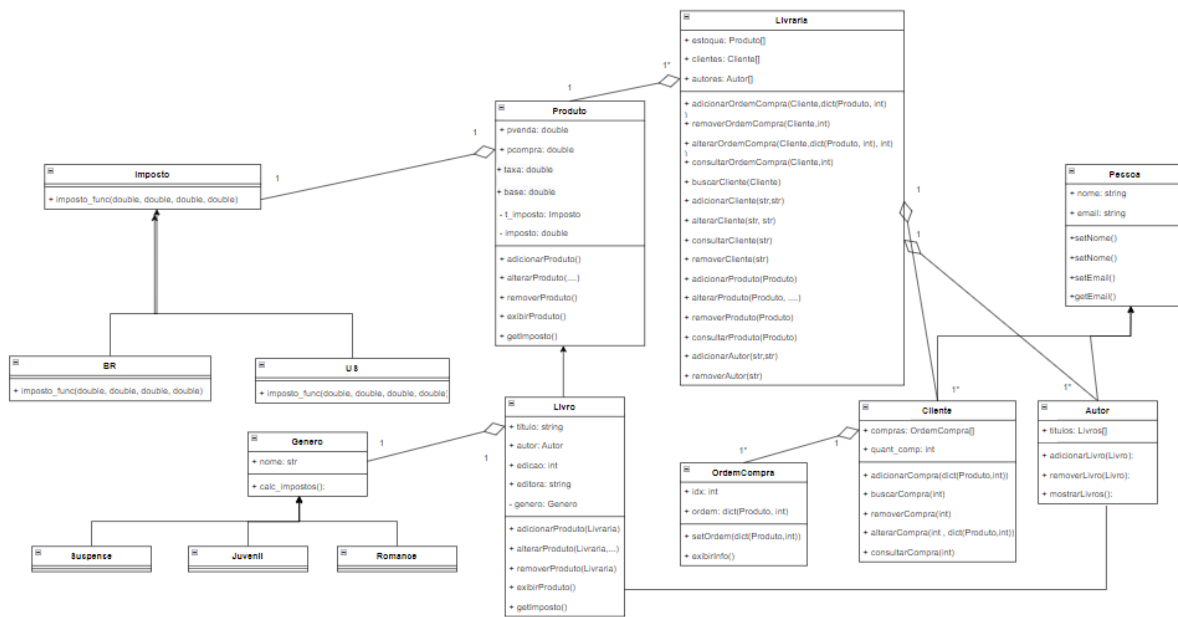 Livraria
+ estoque: Produto[]
+ clientes: Cliente[]
+ autores: Autor[]
+ adicionarOrdemCompra(Cliente,dict(Produto, int)
)
+ removerOrdemCompra(Cliente,int)
+ alterarOrdemCompra(Cliente,dict(Produto, int), int)
)
+ consultarOrdemCompra(Cliente,int)
+ buscarCliente(Cliente)
+ adicionarCliente(str,str)
+ alterarCliente(str, str)
+ consultarCliente(str)
+ removerCliente(str)
+ adicionarProduto(Produto)
+ alterarProduto(Produto, ....)
+ removerProduto(Produto)
+ consultarProduto(Produto)
+ adicionarAutor(str,str)
+ removerAutor(str)
1*
1
Produto
+ pvenda: double
+ pcompra: double
+ taxa: double
+ base: double
- t_imposto: Imposto
- imposto: double
+ adicionarProduto()
+ alterarProduto(....)
+ removerProduto()
+ exibirProduto()
+ getImposto()
1
1
Imposto
+ imposto_func(double, double, double, double)
BR
+ imposto_func(double, double, double, double)
US
+ imposto_func(double, double, double, double)
Pessoa
+ nome: string
+ email: string
+setNome()
+setNome()
+setEmail()
+getEmail()
1
1
1*
1*
Livro
+ titulo: string
+ autor: Autor
+ edicao: int
+ editora: string
- genero: Genero
+ adicionarProduto(Livraria)
+ alterarProduto(Livraria,...)
+ removerProduto(Livraria)
+ exibirProduto()
+ getImposto()
1
1
Genero
+ nome: str
+ calc_impostos():
Suspense
Juvenil
Romance
Cliente
+ compras: OrdemCompra[]
+ quant_comp: int
+ adicionarCompra(dict(Produto,int))
+ buscarCompra(int)
+ removerCompra(int)
+ alterarCompra(int , dict(Produto,int))
+ consultarCompra(int)
1
1*
OrdemCompra
+ idx: int
+ ordem: dict(Produto, int)
+ setOrdem(dict(Produto,int))
+ exibirInfo()
Autor
+ titulos: Livros[]
+ adicionarLivro(Livro):
+ removerLivro(Livro):
+ mostrarLivros():